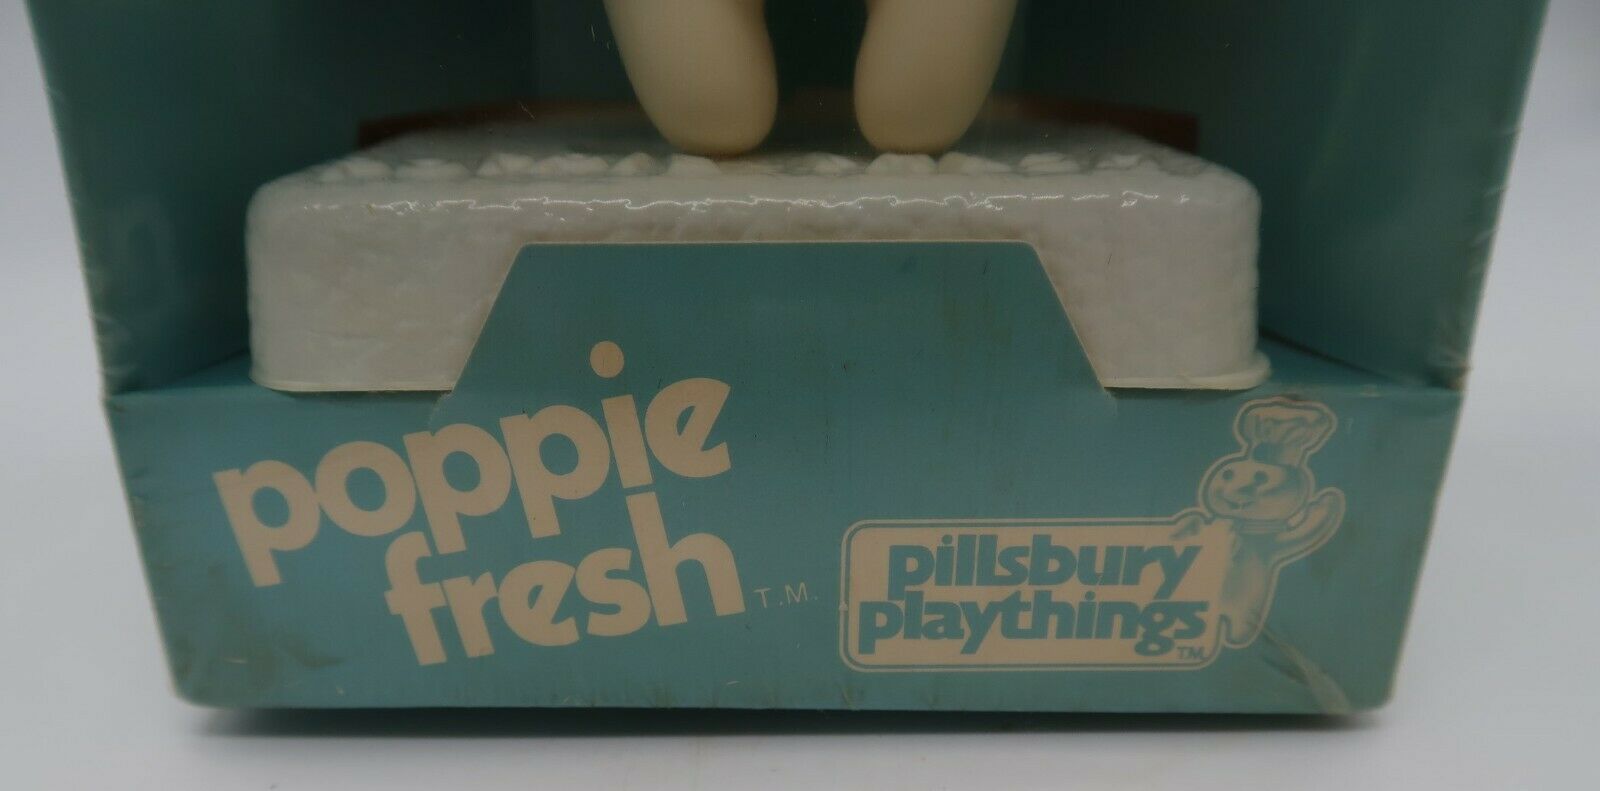 poppie
fresh T.M.
pillsbury
playthings TM